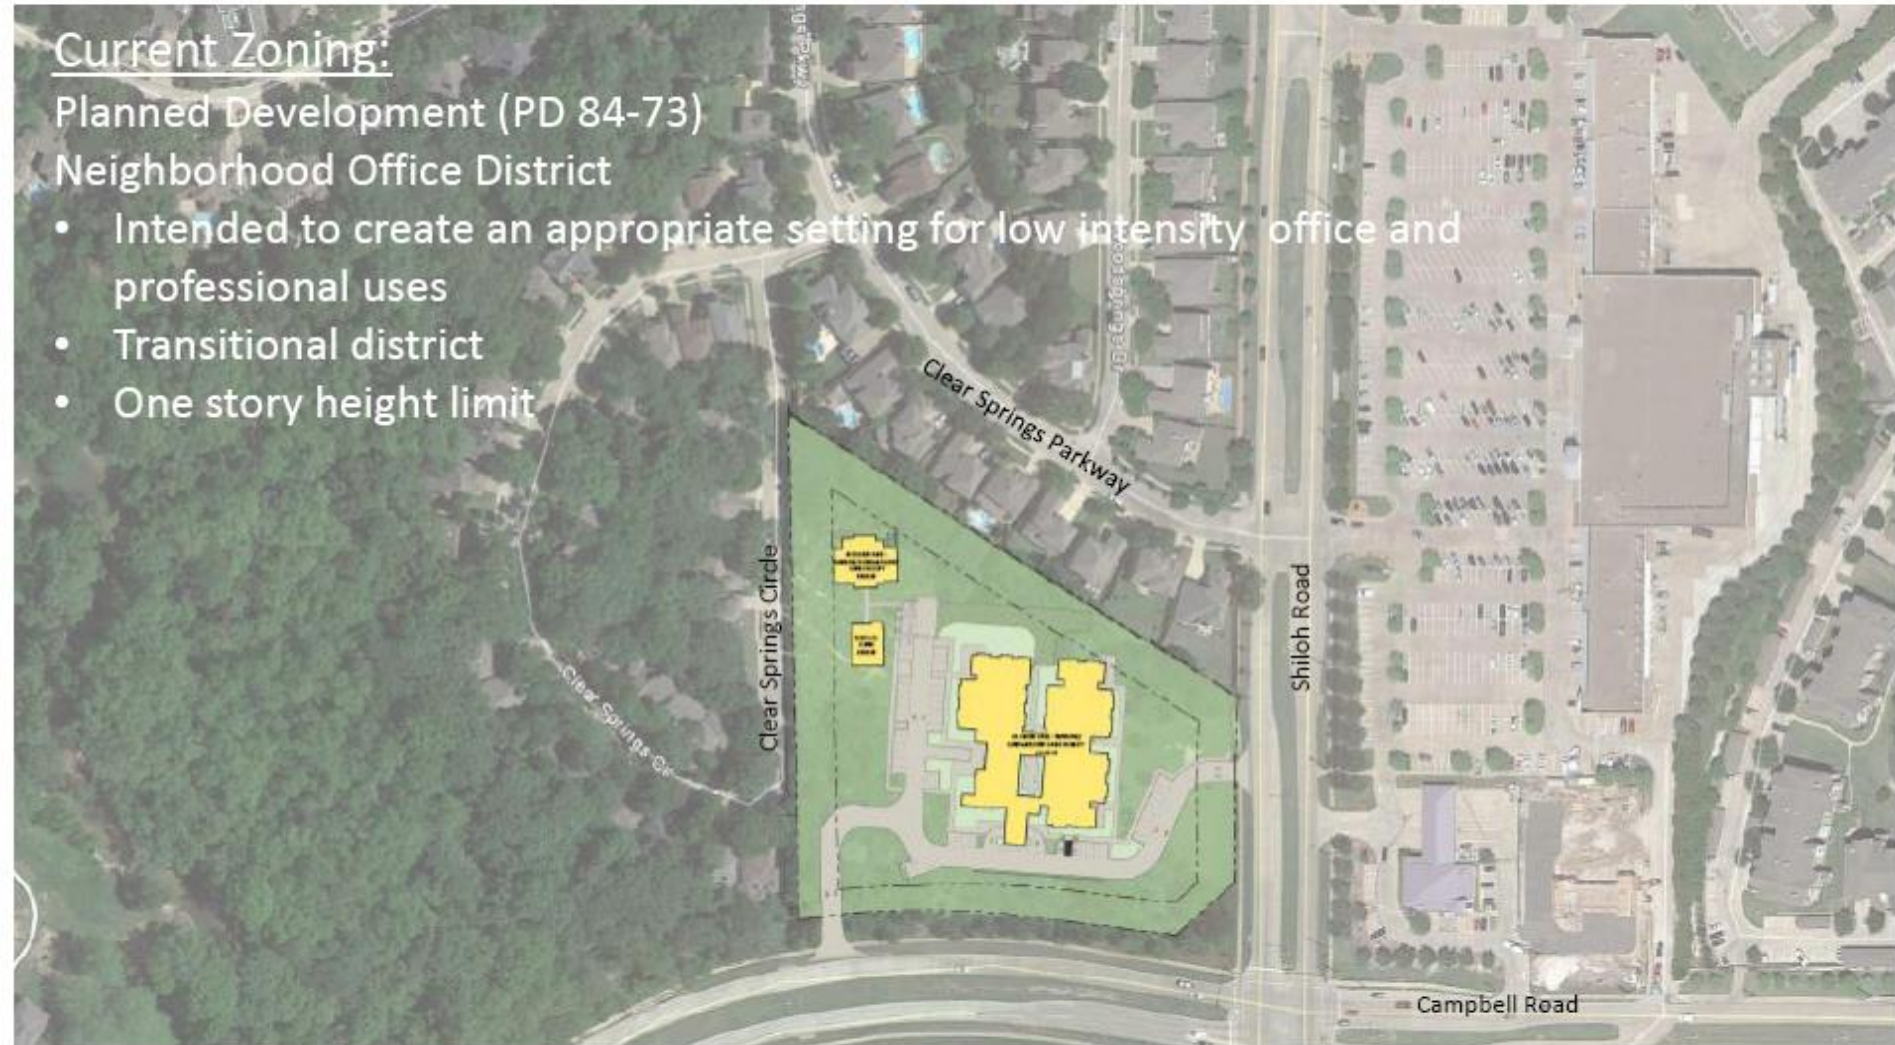 Current Zoning:
Planned Development (PD 84-73)
Neighborhood Office District
• Intended to create an appropriate setting for low intensity office and
professional uses
• Transitional district
• One story height limit
Clear Springs Parkway
Clear Springs Circle
Shiloh Road
Clear Springs Cir
Campbell Road